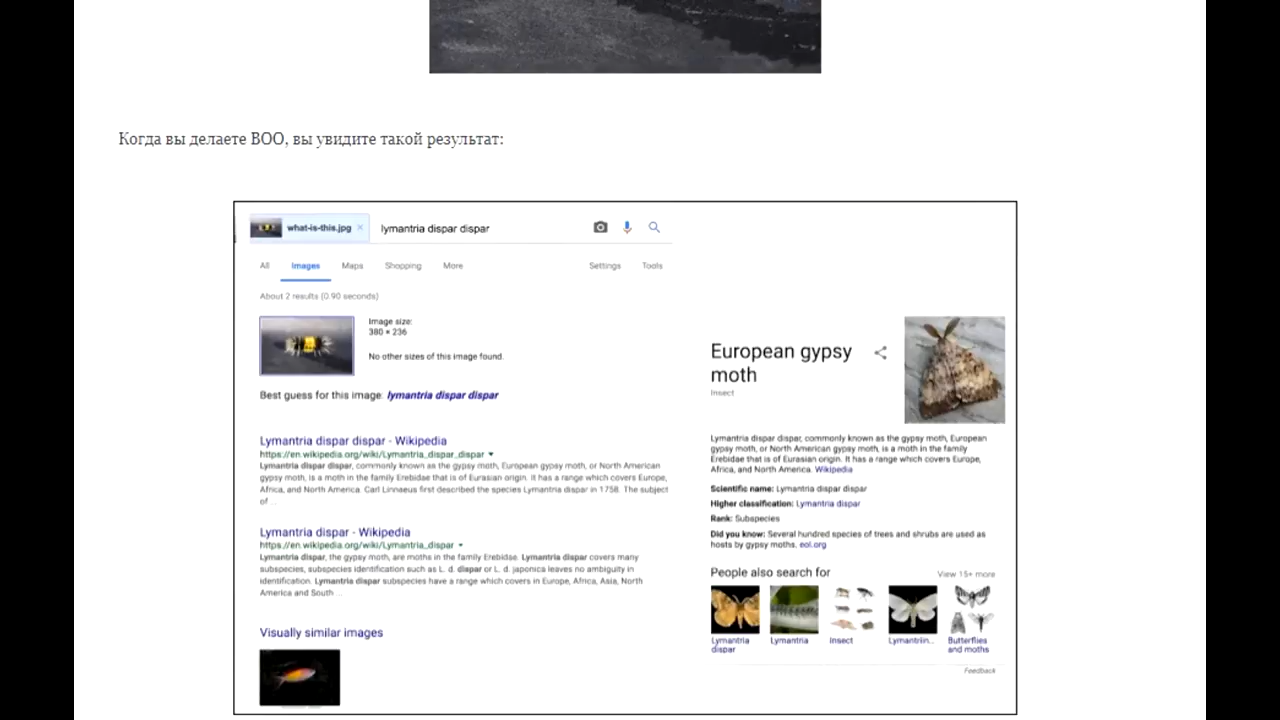 Когда вы делаете ВОО, вы увидите такой результат:
what-is-this.jpg × lymantria dispar dispar
All Images Maps Shopping More Settings Tools
About 2 results (0.90 seconds)
Image size:
380 × 236
No other sizes of this image found.
Best guess for this image: lymantria dispar dispar
Lymantria dispar dispar - Wikipedia
https://en.wikipedia.org/wiki/Lymantria_dispar_dispar
Lymantria dispar dispar, commonly known as the gypsy moth, European gypsy moth, or North American
gypsy moth, is a moth in the family Erebidae that is of Eurasian origin. It has a range which covers Europe,
Africa, and North America. Carl Linnaeus first described the species Lymantria dispar in 1758. The subject
of ...
Lymantria dispar - Wikipedia
https://en.wikipedia.org/wiki/Lymantria_dispar
Lymantria dispar, the gypsy moth, are moths in the family Erebidae. Lymantria dispar covers many
subspecies, subspecies identification such as L. d. dispar or L. d. japonica leaves no ambiguity in
identification. Lymantria dispar subspecies have a range which covers in Europe, Africa, Asia, North
America and South ...
Visually similar images
European gypsy
moth
Insect
Lymantria dispar dispar, commonly known as the gypsy moth, European
gypsy moth, or North American gypsy moth, is a moth in the family
Erebidae that is of Eurasian origin. It has a range which covers Europe,
Africa, and North America. Wikipedia
Scientific name: Lymantria dispar dispar
Higher classification: Lymantria dispar
Rank: Subspecies
Did you know: Several hundred species of trees and shrubs are used as
hosts by gypsy moths. eol.org
People also search for View 15+ more
Lymantria Lymantria Insect Lymantriin... Butterflies
dispar and moths
Feedback